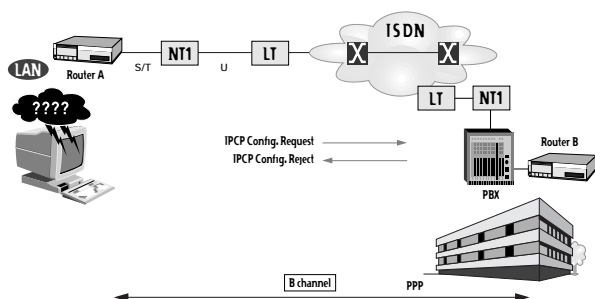 ISDN
LAN
Router A
S/T
NT1
U
LT
X
X
????
LT
NT1
IPCP Config. Request
IPCP Config. Reject
Router B
PBX
B channel
PPP